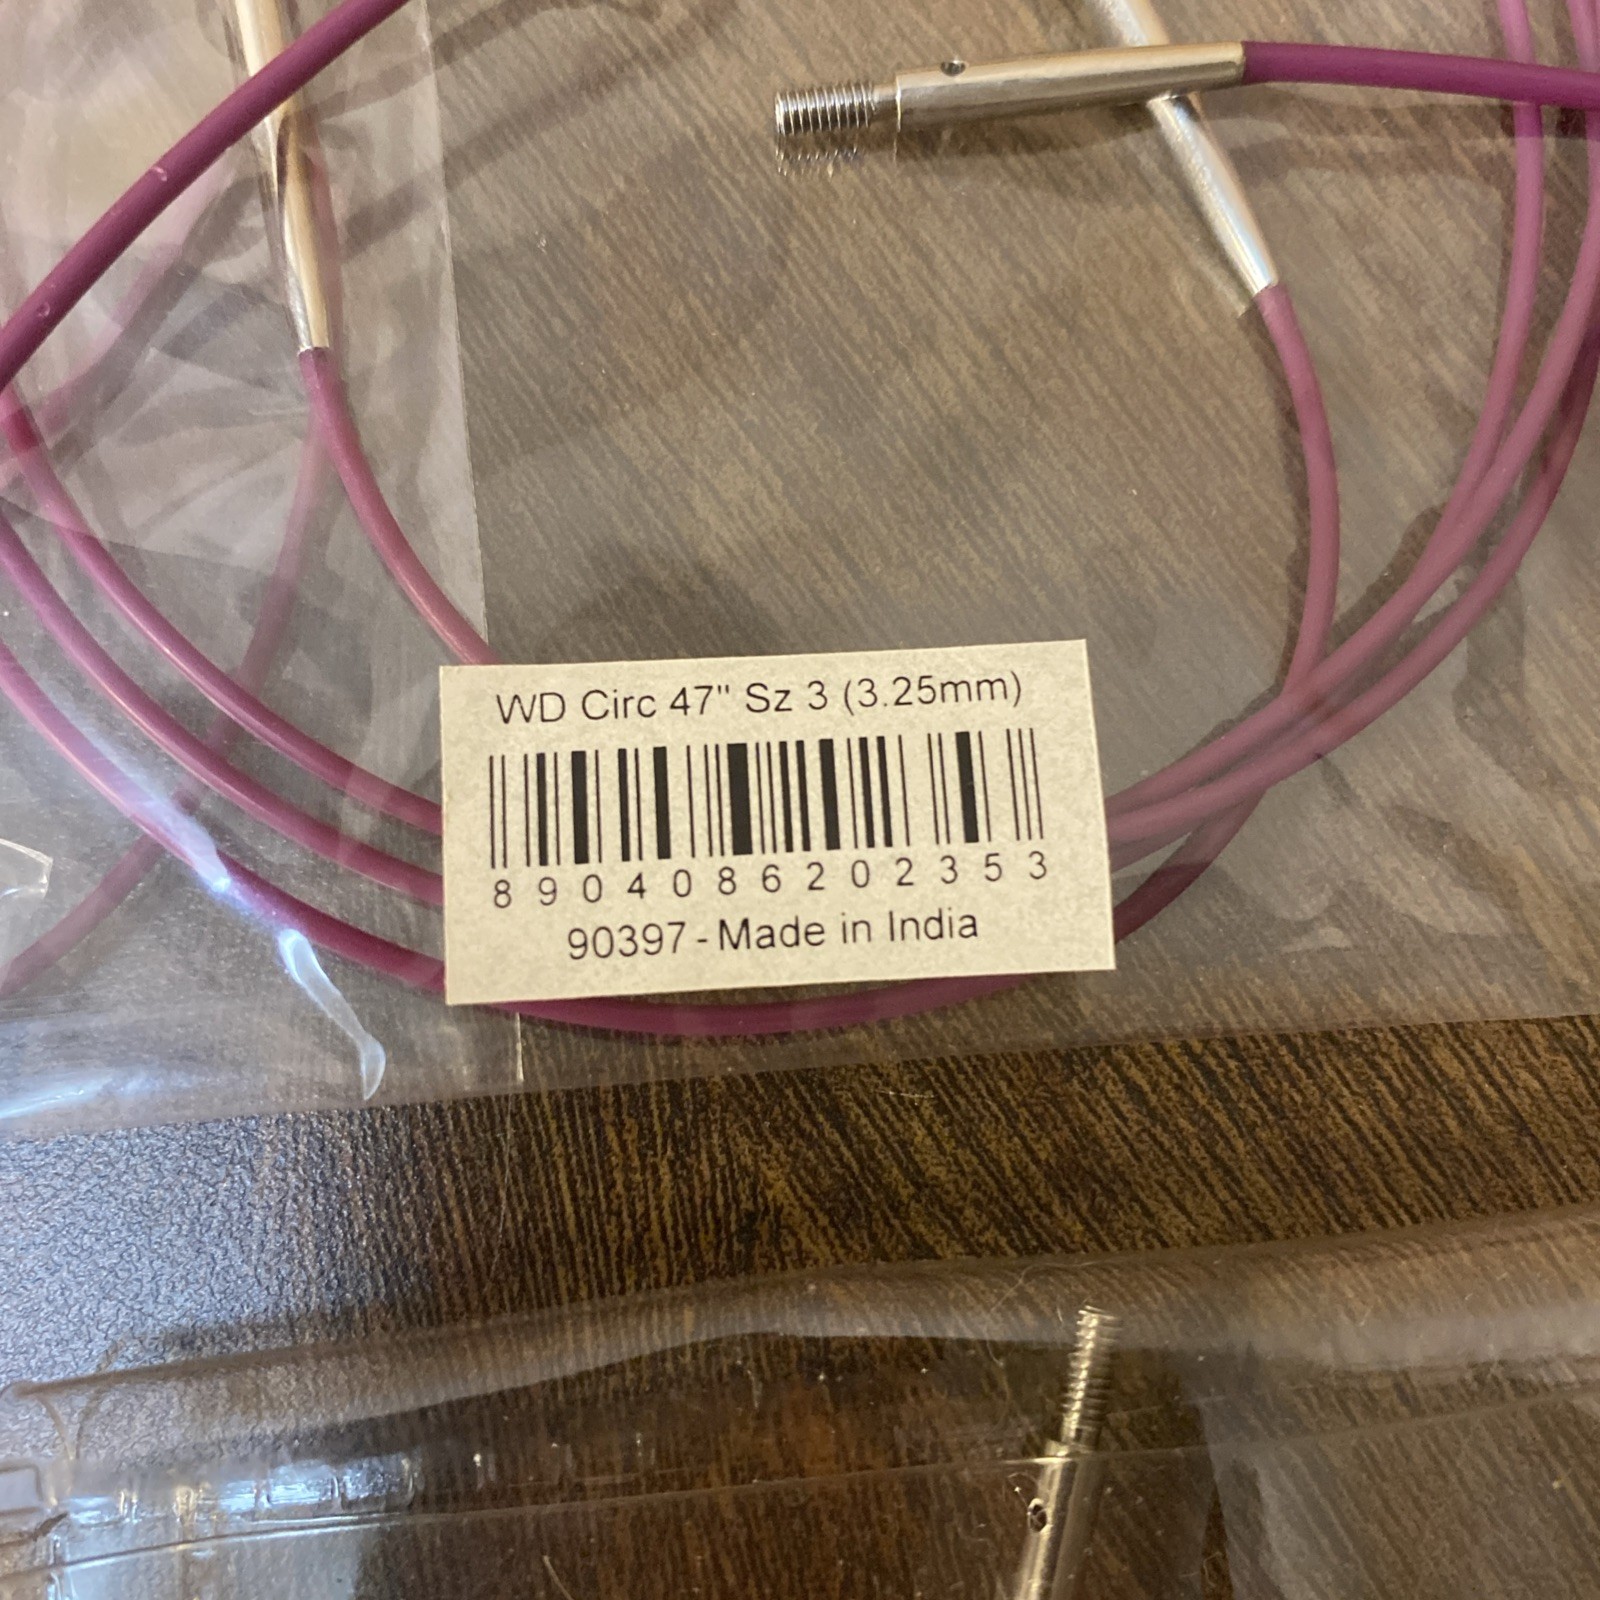 WD Circ 47" Sz 3 (3.25mm)
8 9 0 4 0 8 6 2 0 2 3 5 3
90397 - Made in India